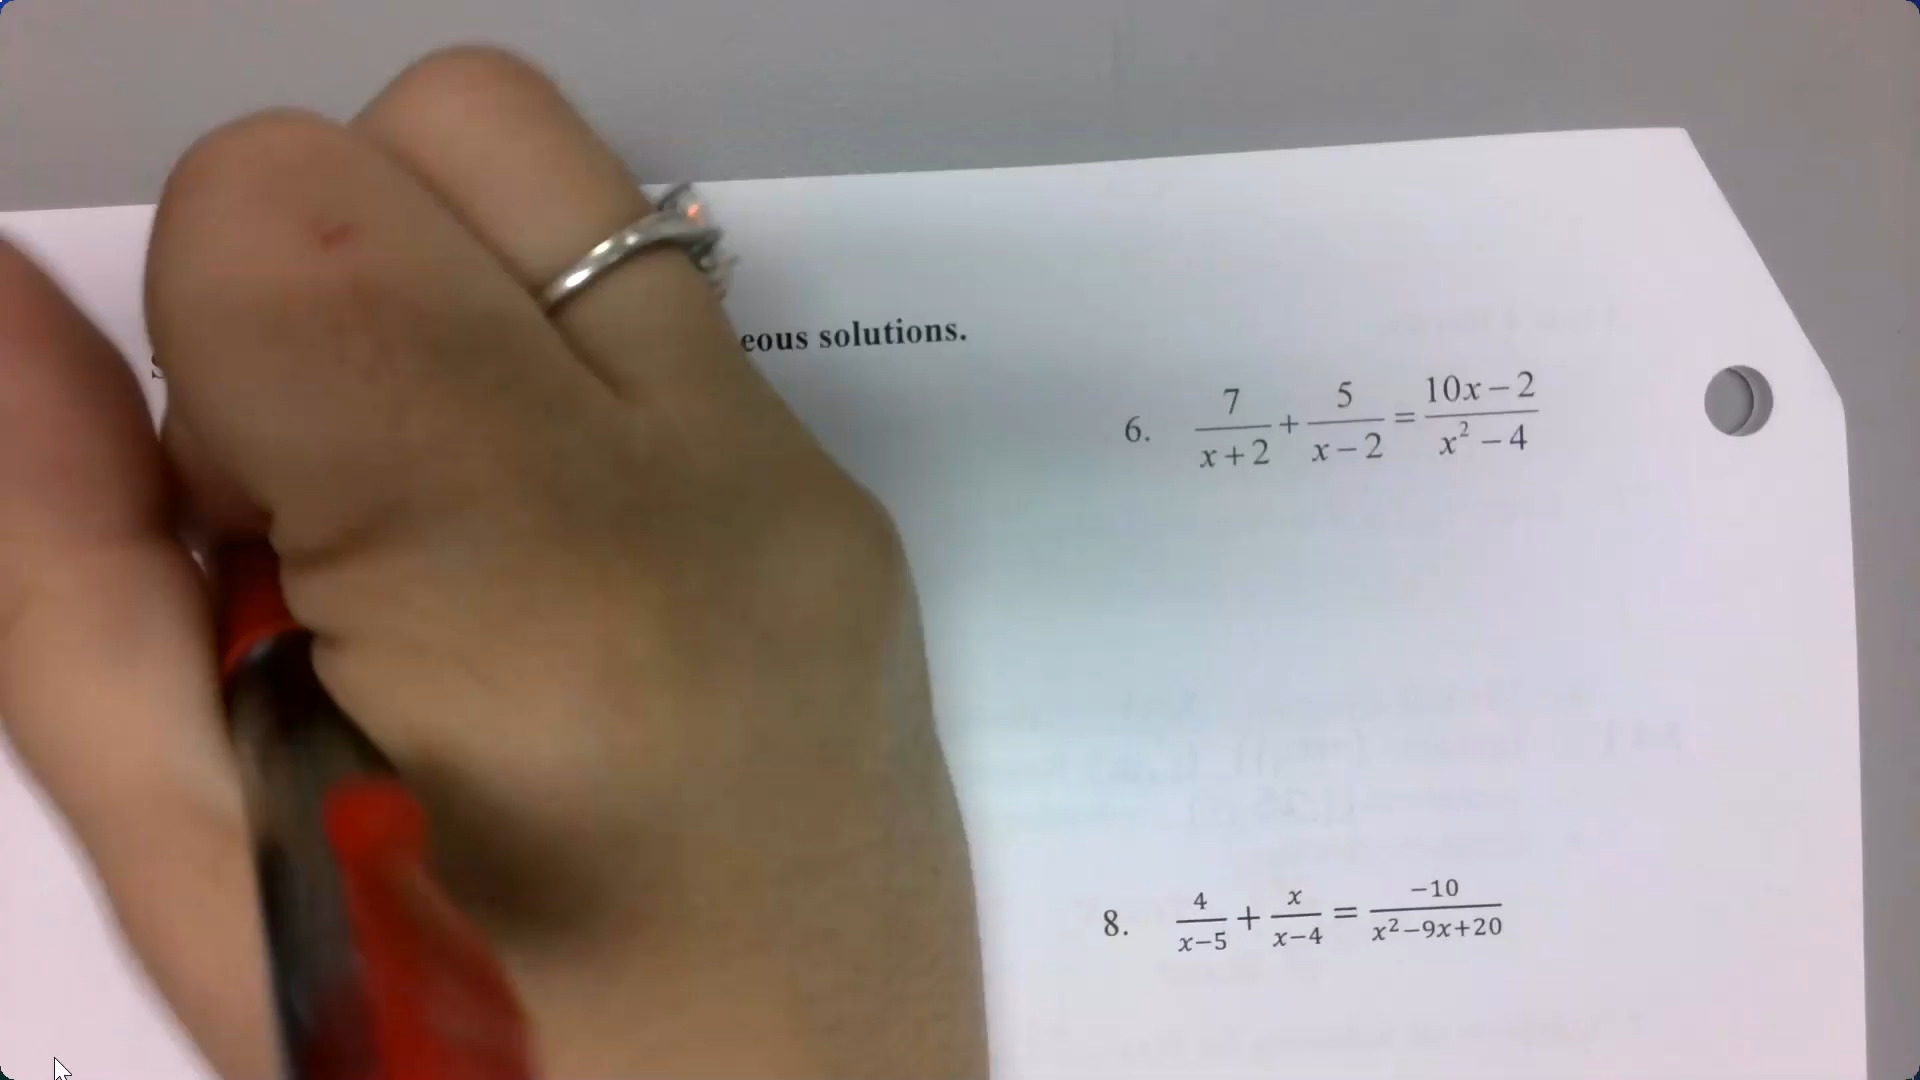 eous solutions.
6. 7/(x+2) + 5/(x−2) = (10x−2)/(x²−4)
8. 4/(x−5) + x/(x−4) = −10/(x²−9x+20)